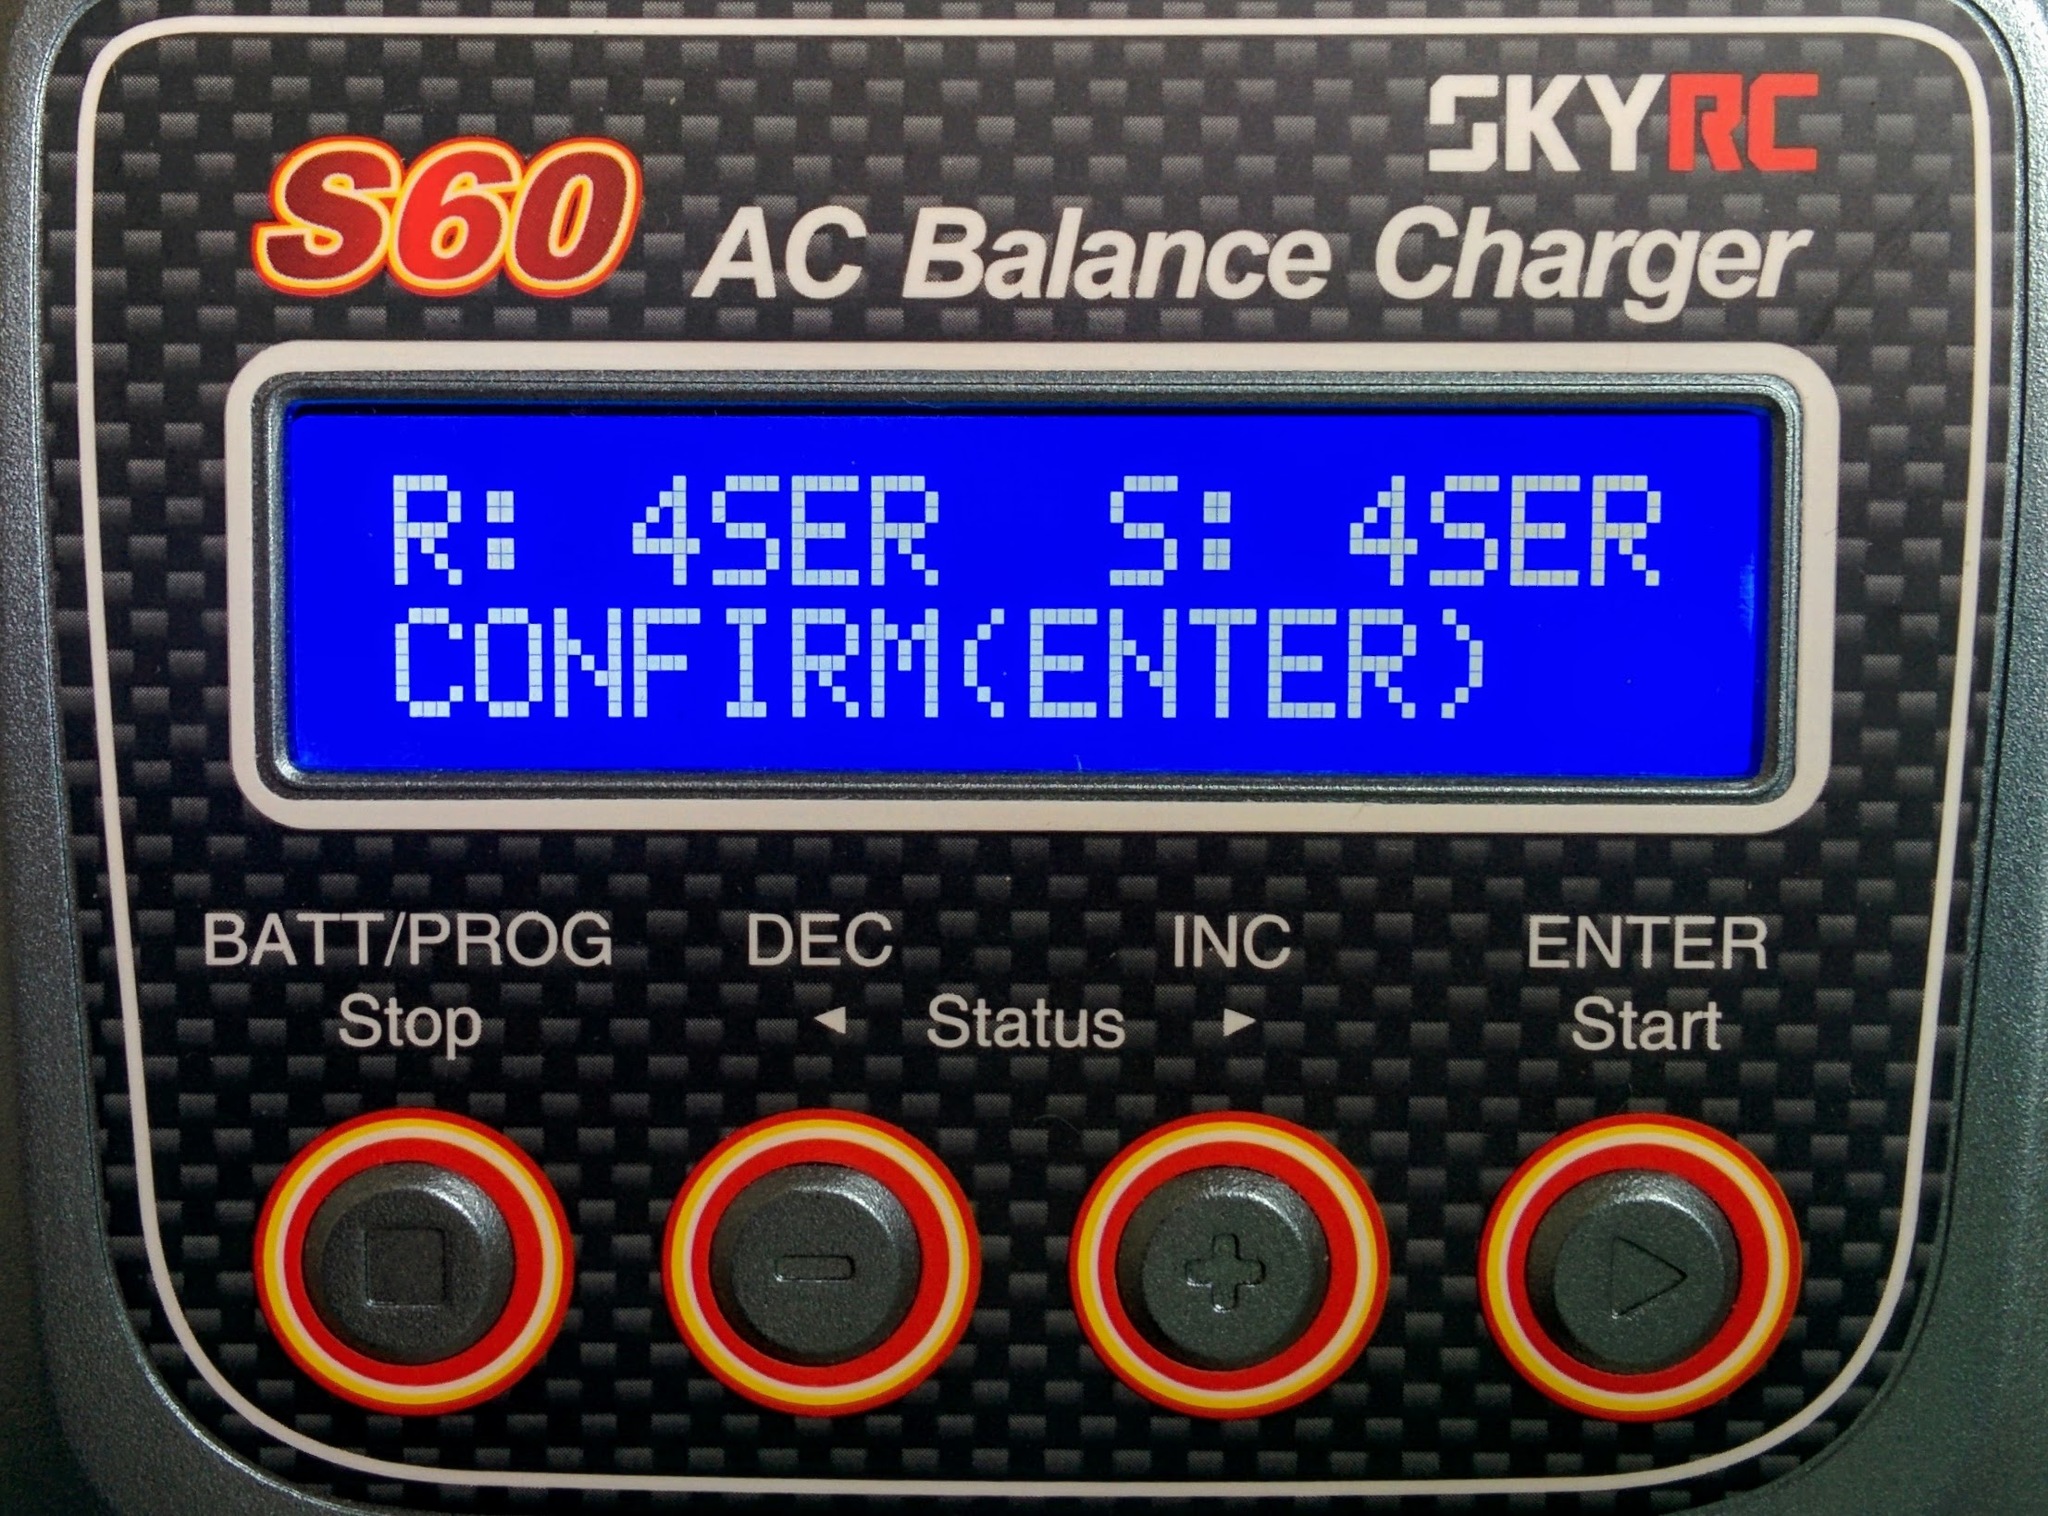 SKYRC
S60 AC Balance Charger
R: 4SER  S: 4SER
CONFIRM(ENTER)
BATT/PROG DEC INC ENTER
Stop ◄ Status ► Start